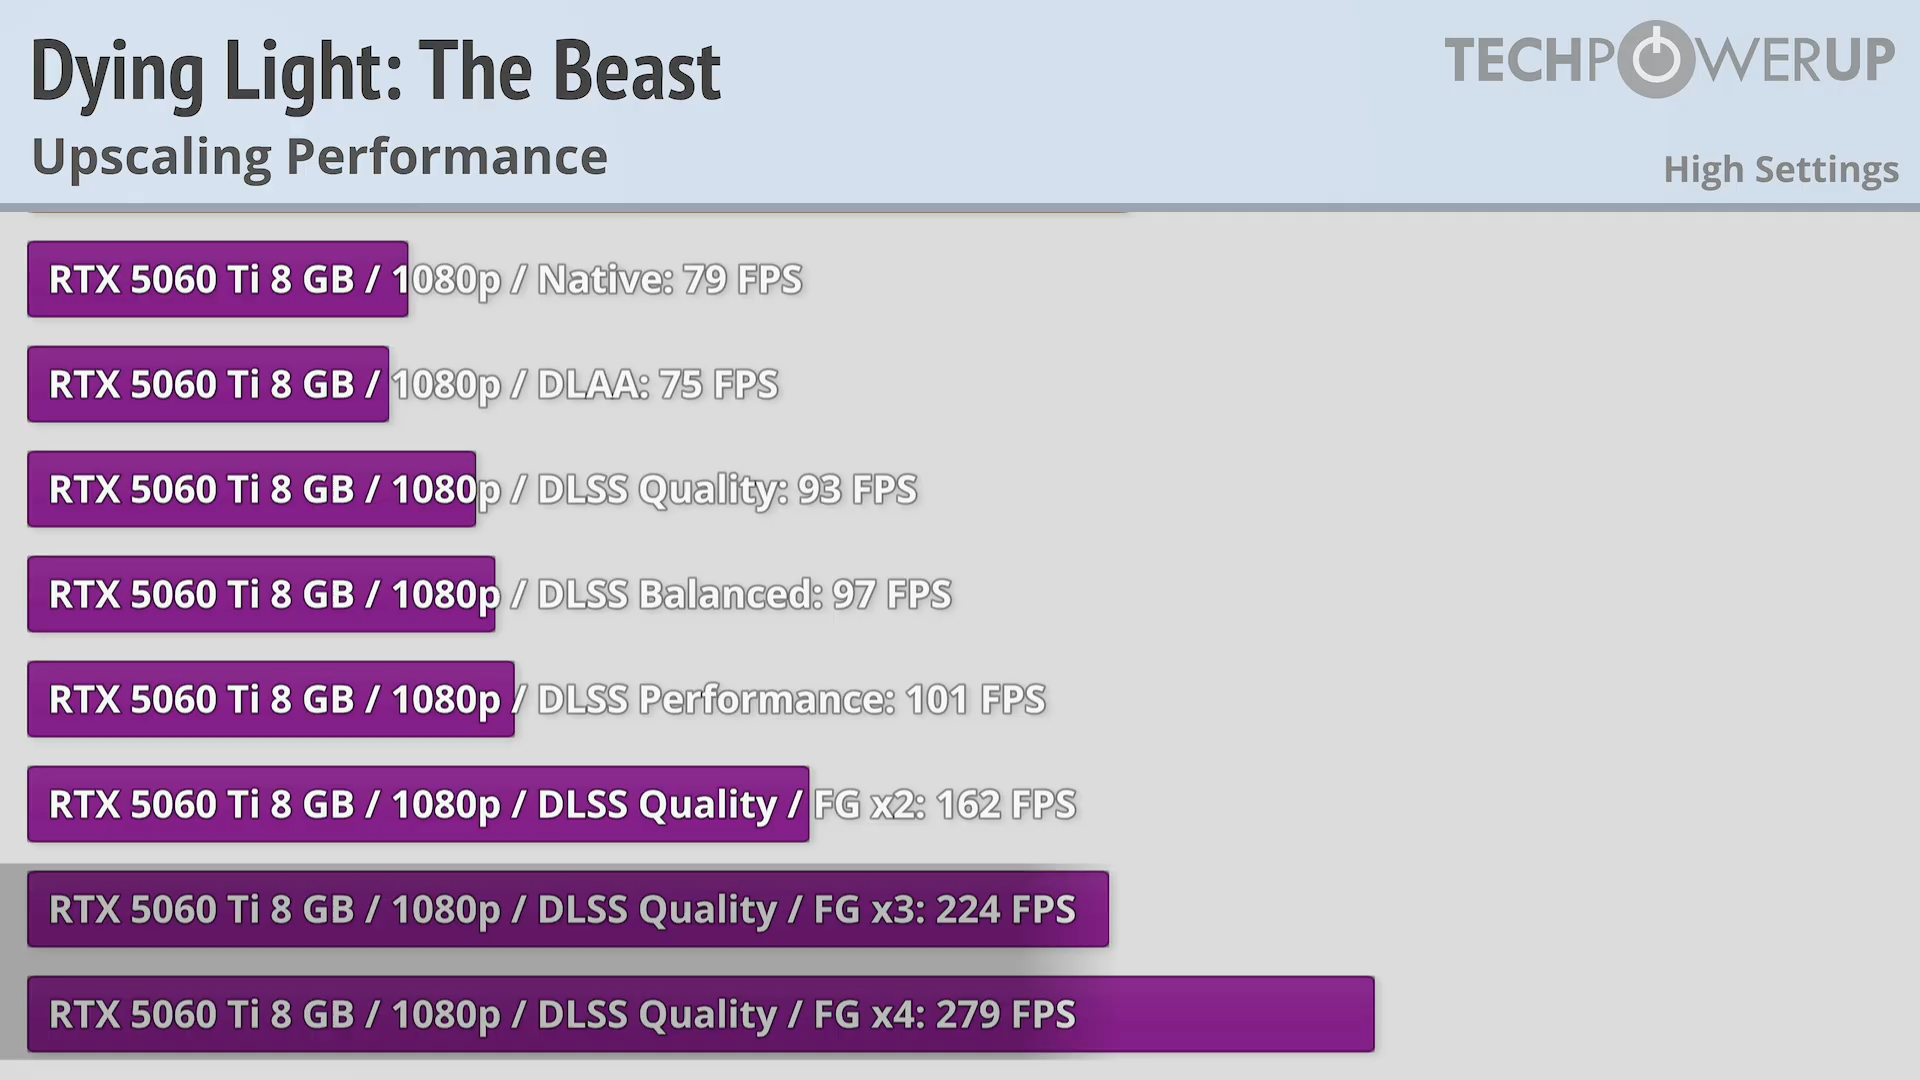 Dying Light: The Beast
TECHPOWERUP
Upscaling Performance
High Settings
RTX 5060 Ti 8 GB / 1080p / Native: 79 FPS
RTX 5060 Ti 8 GB / 1080p / DLAA: 75 FPS
RTX 5060 Ti 8 GB / 1080p / DLSS Quality: 93 FPS
RTX 5060 Ti 8 GB / 1080p / DLSS Balanced: 97 FPS
RTX 5060 Ti 8 GB / 1080p / DLSS Performance: 101 FPS
RTX 5060 Ti 8 GB / 1080p / DLSS Quality / FG x2: 162 FPS
RTX 5060 Ti 8 GB / 1080p / DLSS Quality / FG x3: 224 FPS
RTX 5060 Ti 8 GB / 1080p / DLSS Quality / FG x4: 279 FPS